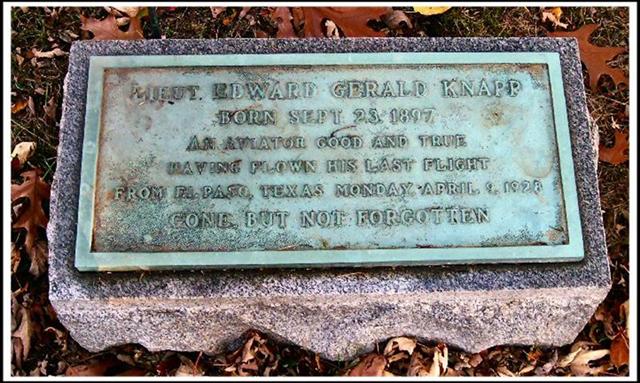 LIEUT. EDWARD GERALD KNAPP
BORN SEPT 23, 1897
AN AVIATOR GOOD AND TRUE
HAVING FLOWN HIS LAST FLIGHT
FROM EL PASO, TEXAS MONDAY, APRIL 9, 1928
GONE, BUT NOT FORGOTTEN